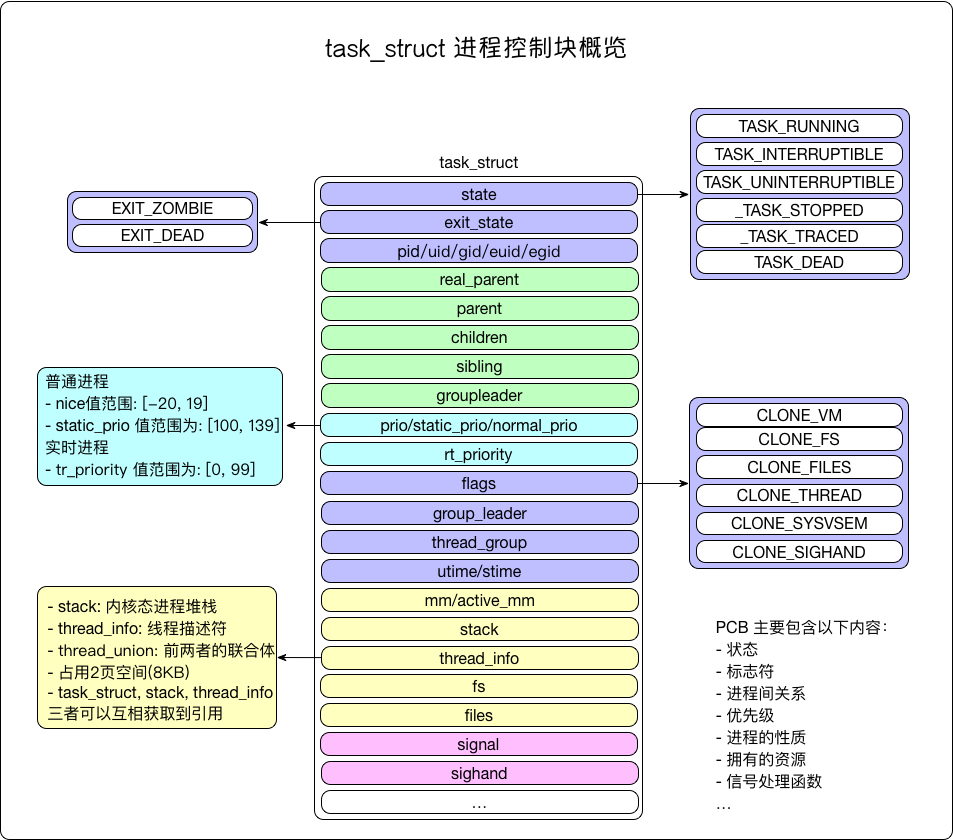 task_struct 进程控制块概览
task_struct
state
exit_state
pid/uid/gid/euid/egid
real_parent
parent
children
sibling
groupleader
prio/static_prio/normal_prio
rt_priority
flags
group_leader
thread_group
utime/stime
mm/active_mm
stack
thread_info
fs
files
signal
sighand
...
EXIT_ZOMBIE
EXIT_DEAD
普通进程
- nice值范围: [−20, 19]
- static_prio 值范围为: [100, 139]
实时进程
- tr_priority 值范围为: [0, 99]
- stack: 内核态进程堆栈
- thread_info: 线程描述符
- thread_union: 前两者的联合体
- 占用2页空间(8KB)
- task_struct, stack, thread_info
三者可以互相获取到引用
TASK_RUNNING
TASK_INTERRUPTIBLE
TASK_UNINTERRUPTIBLE
_TASK_STOPPED
_TASK_TRACED
TASK_DEAD
CLONE_VM
CLONE_FS
CLONE_FILES
CLONE_THREAD
CLONE_SYSVSEM
CLONE_SIGHAND
PCB 主要包含以下内容：
- 状态
- 标志符
- 进程间关系
- 优先级
- 进程的性质
- 拥有的资源
- 信号处理函数
...